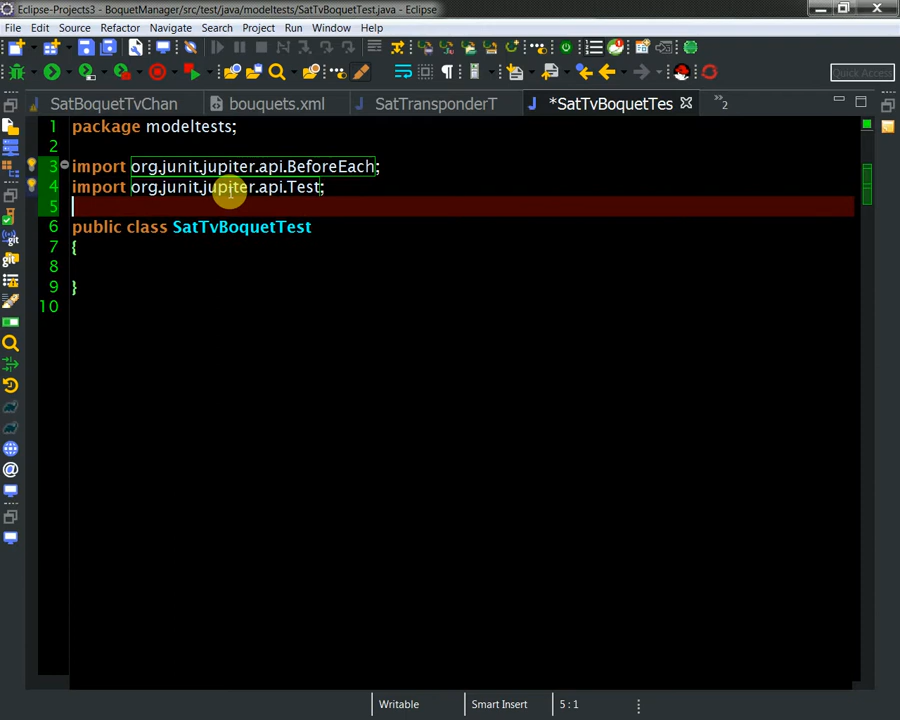 Eclipse-Projects3 - BoquetManager/src/test/java/modeltests/SatTvBoquetTest.java - Eclipse
File Edit Source Refactor Navigate Search Project Run Window Help
Quick Access
SatBoquetTvChan bouquets.xml SatTransponderT *SatTvBoquetTes »2
1 package modeltests;
2
3 import org.junit.jupiter.api.BeforeEach;
4 import org.junit.jupiter.api.Test;
5
6 public class SatTvBoquetTest
7 {
8
9 }
10
Writable Smart Insert 5 : 1